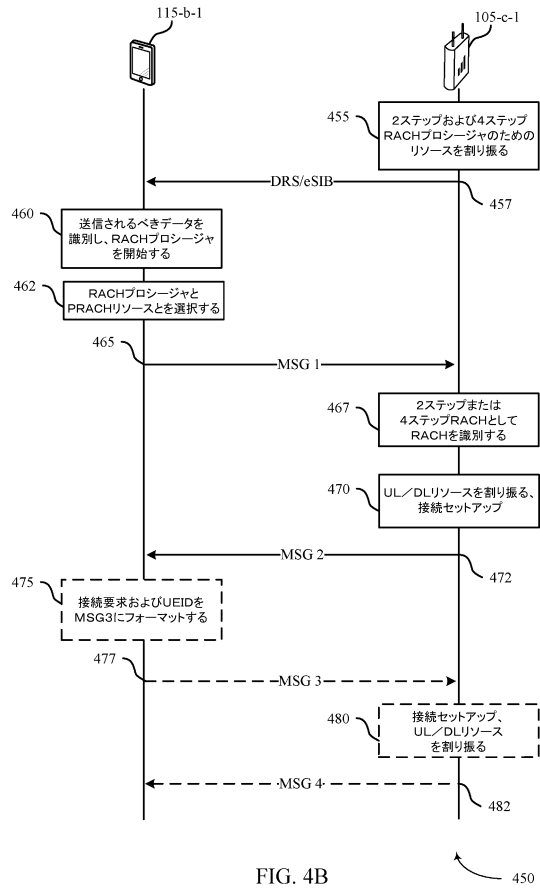 115-b-1
105-c-1
455
2ステップおよび4ステップ
RACHプロシージャのための
リソースを割り振る
DRS/eSIB
457
460
送信されるべきデータを
識別し、RACHプロシージャ
を開始する
462
RACHプロシージャと
PRACHリソースとを選択する
465
MSG 1
467
2ステップまたは
4ステップRACHとして
RACHを識別する
470
UL／DLリソースを割り振る、
接続セットアップ
MSG 2
472
475
接続要求およびUEIDを
MSG3にフォーマットする
477
MSG 3
480
接続セットアップ、
UL／DLリソース
を割り振る
MSG 4
482
450
FIG. 4B